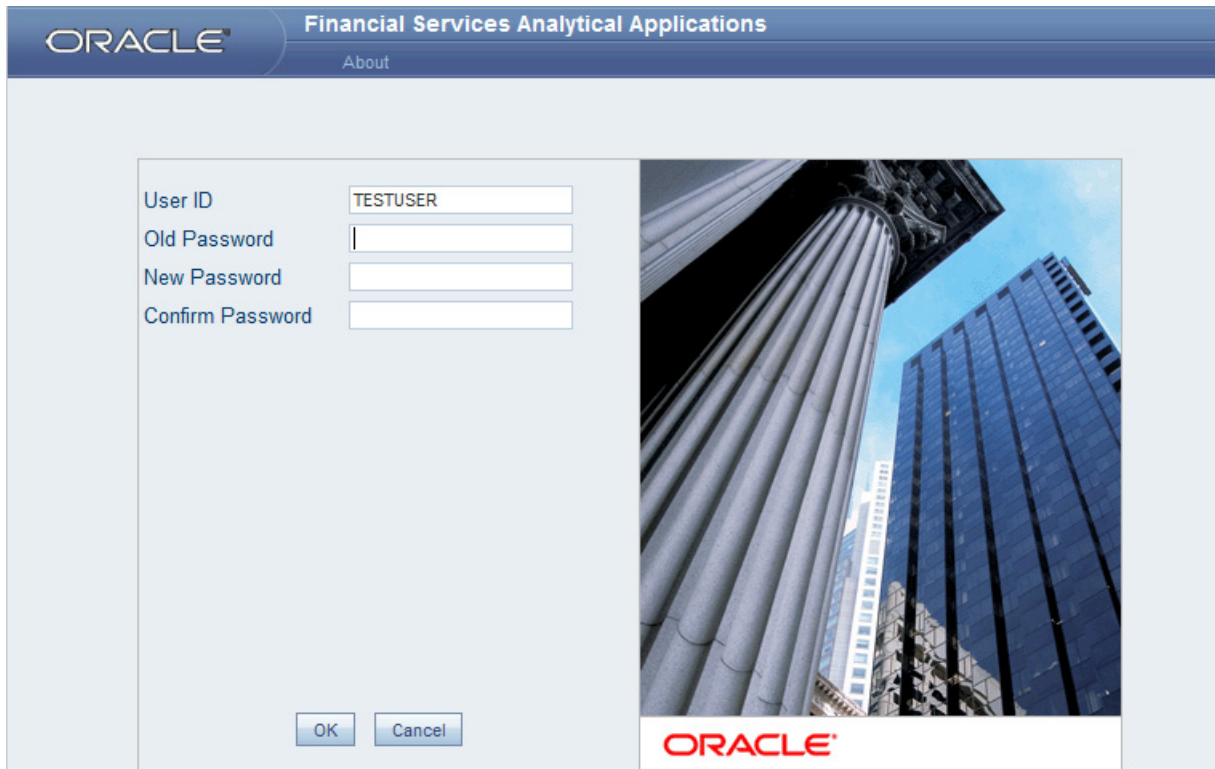 ORACLE
Financial Services Analytical Applications
About
User ID TESTUSER
Old Password
New Password
Confirm Password
OK Cancel
ORACLE